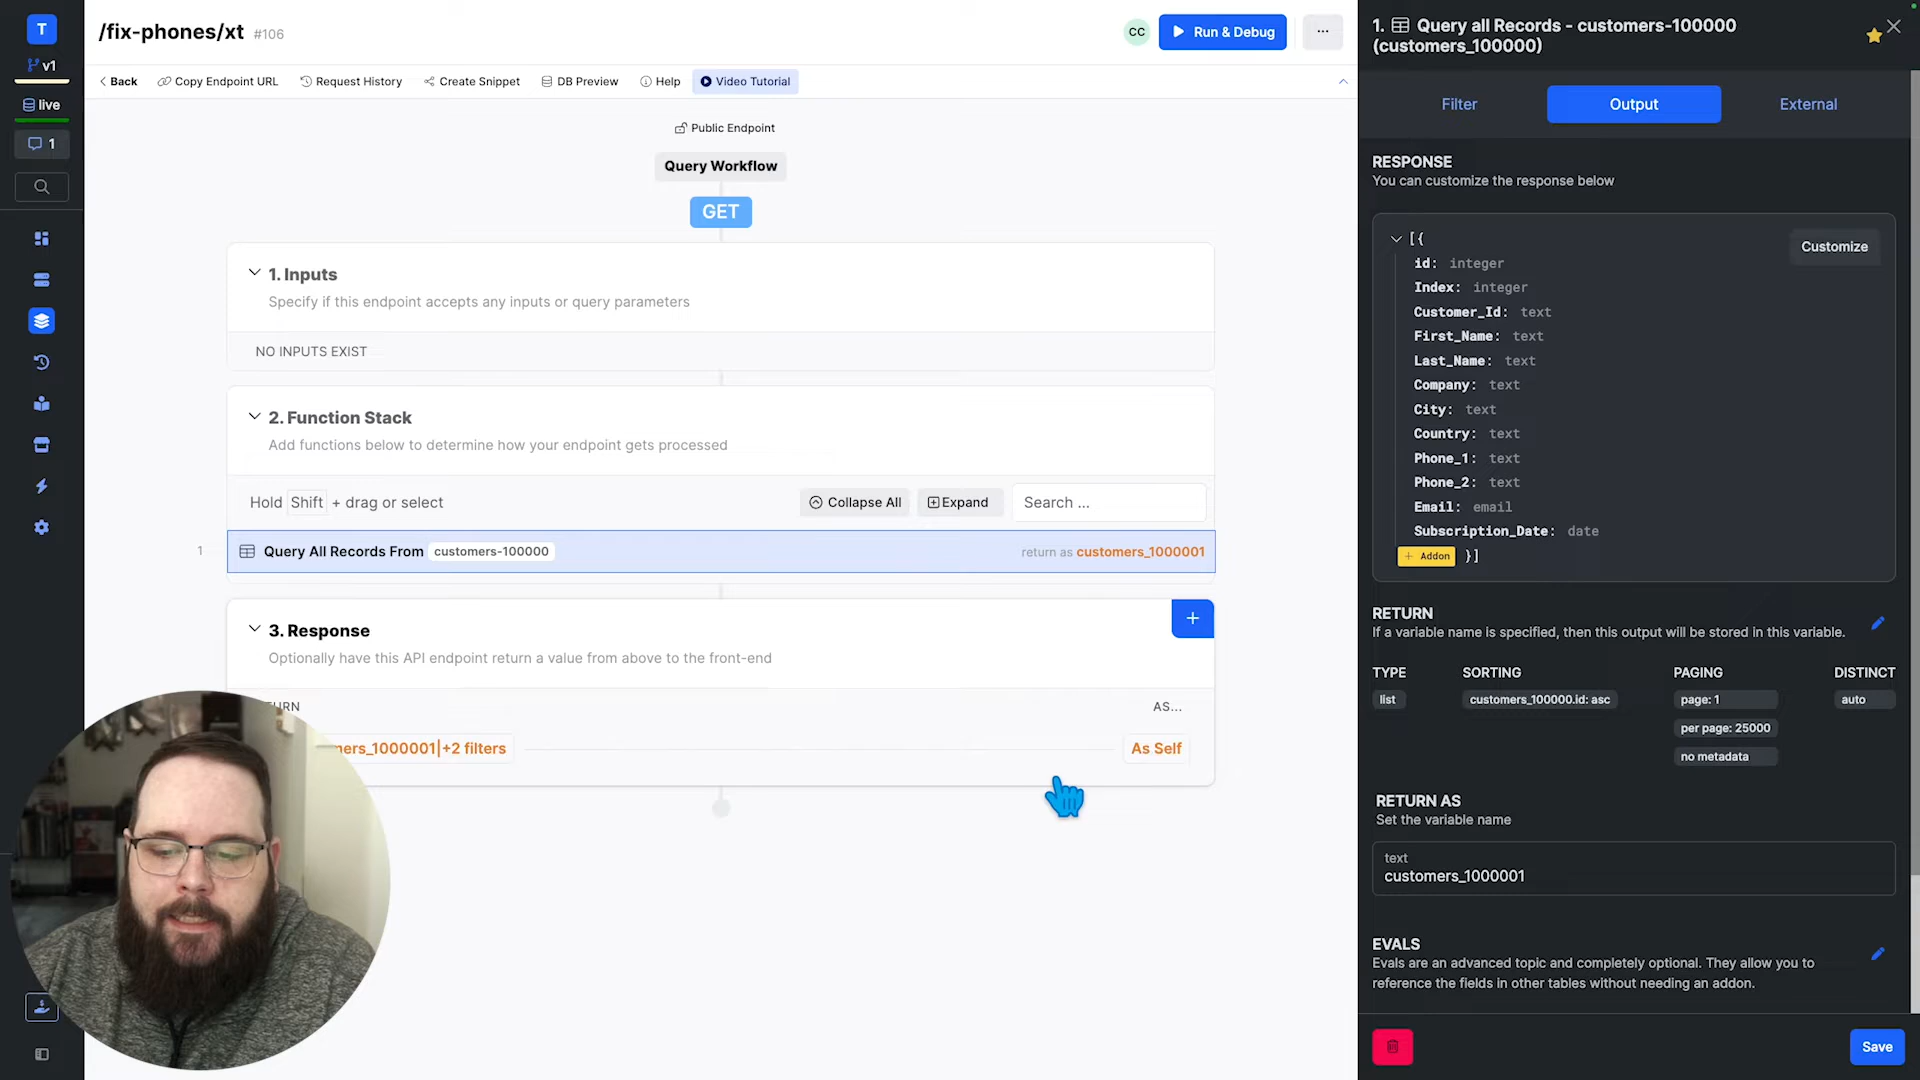 T
/fix-phones/xt #106
CC
Run & Debug
...
v1
live
1
Back
Copy Endpoint URL
Request History
Create Snippet
DB Preview
Help
Video Tutorial
Public Endpoint
Query Workflow
GET
1. Inputs
Specify if this endpoint accepts any inputs or query parameters
NO INPUTS EXIST
2. Function Stack
Add functions below to determine how your endpoint gets processed
Hold Shift + drag or select
Collapse All
Expand
Search ...
1
Query All Records From customers-100000
return as customers_1000001
3. Response
Optionally have this API endpoint return a value from above to the front-end
URN
AS...
mers_1000001|+2 filters
As Self
1. Query all Records - customers-100000
(customers_100000)
Filter
Output
External
RESPONSE
You can customize the response below
Customize
[{
id: integer
Index: integer
Customer_Id: text
First_Name: text
Last_Name: text
Company: text
City: text
Country: text
Phone_1: text
Phone_2: text
Email: email
Subscription_Date: date
+ Addon }]
RETURN
If a variable name is specified, then this output will be stored in this variable.
TYPE SORTING PAGING DISTINCT
list customers_100000.id: asc page: 1 auto
per page: 25000
no metadata
RETURN AS
Set the variable name
text
customers_1000001
EVALS
Evals are an advanced topic and completely optional. They allow you to
reference the fields in other tables without needing an addon.
Save